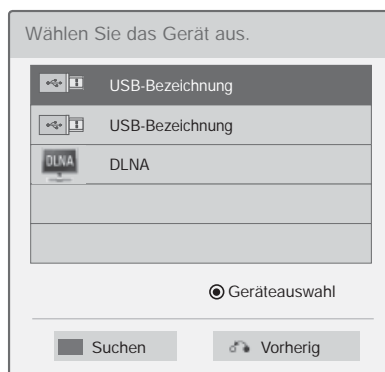 Wählen Sie das Gerät aus.
USB-Bezeichnung
USB-Bezeichnung
DLNA DLNA
Geräteauswahl
Suchen Vorherig